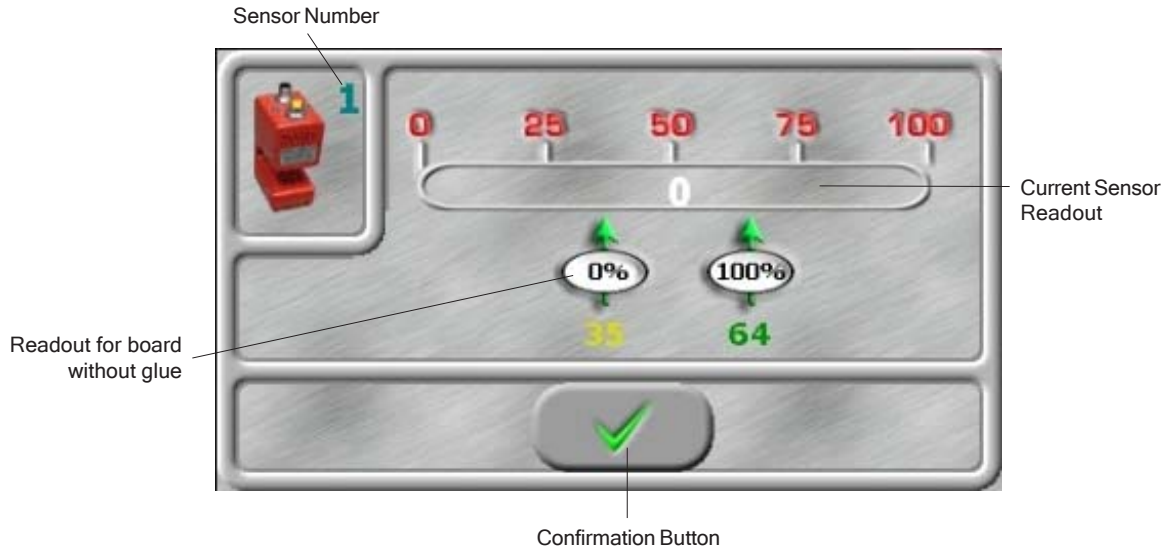 Sensor Number
1
0 25 50 75 100
0
Current Sensor
Readout
0% 100%
35 64
Readout for board
without glue
Confirmation Button